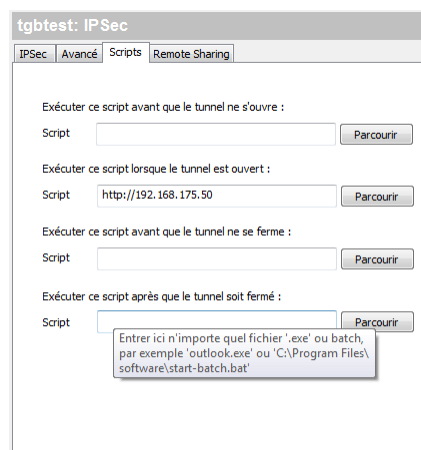 tgbtest: IPSec
IPSec Avancé Scripts Remote Sharing
Exécuter ce script avant que le tunnel ne s'ouvre :
Script Parcourir
Exécuter ce script lorsque le tunnel est ouvert :
Script http://192.168.175.50 Parcourir
Exécuter ce script avant que le tunnel ne se ferme :
Script Parcourir
Exécuter ce script après que le tunnel soit fermé :
Script Parcourir
Entrer ici n'importe quel fichier '.exe' ou batch,
par exemple 'outlook.exe' ou 'C:\Program Files\
software\start-batch.bat'